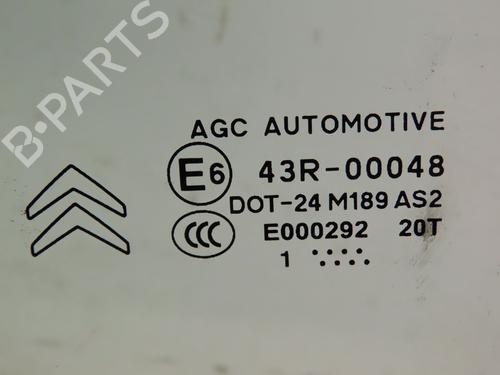 B-PARTS
AGC AUTOMOTIVE
E6 43R-00048
DOT-24 M189 AS2
CCC E000292 20T
1 .:.:.:.: